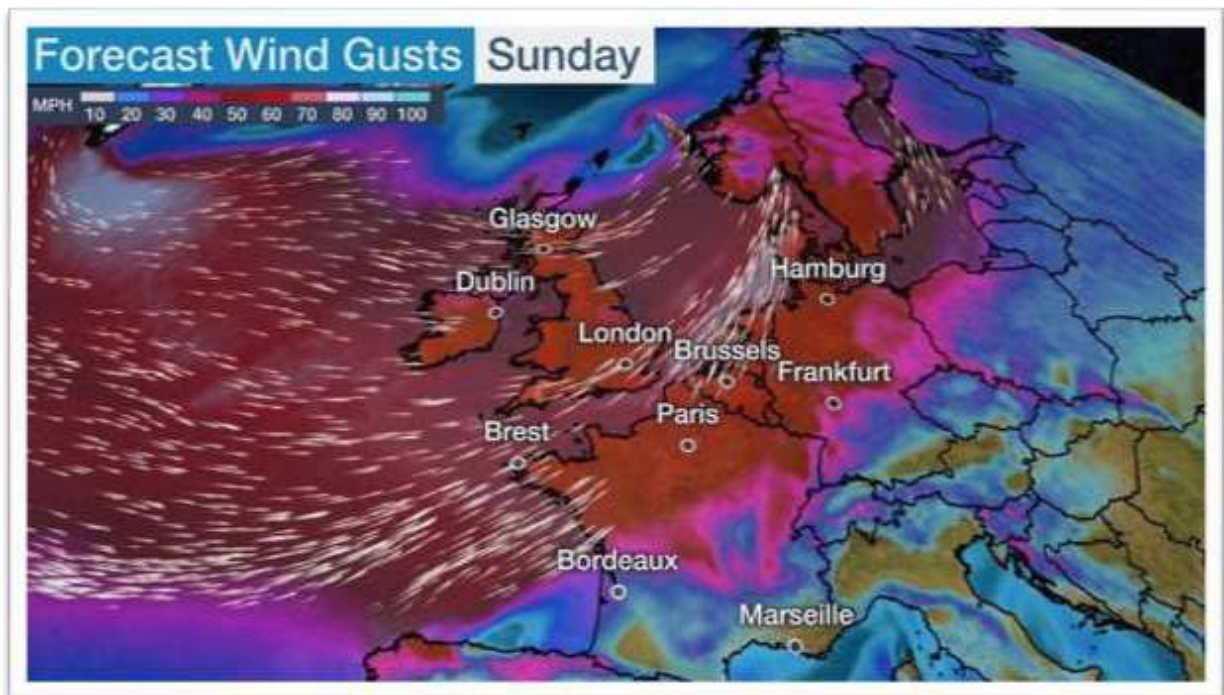 Forecast Wind Gusts Sunday
MPH 10 20 30 40 50 60 70 80 90 100
Glasgow
Dublin
Hamburg
London
Brussels
Frankfurt
Paris
Brest
Bordeaux
Marseille